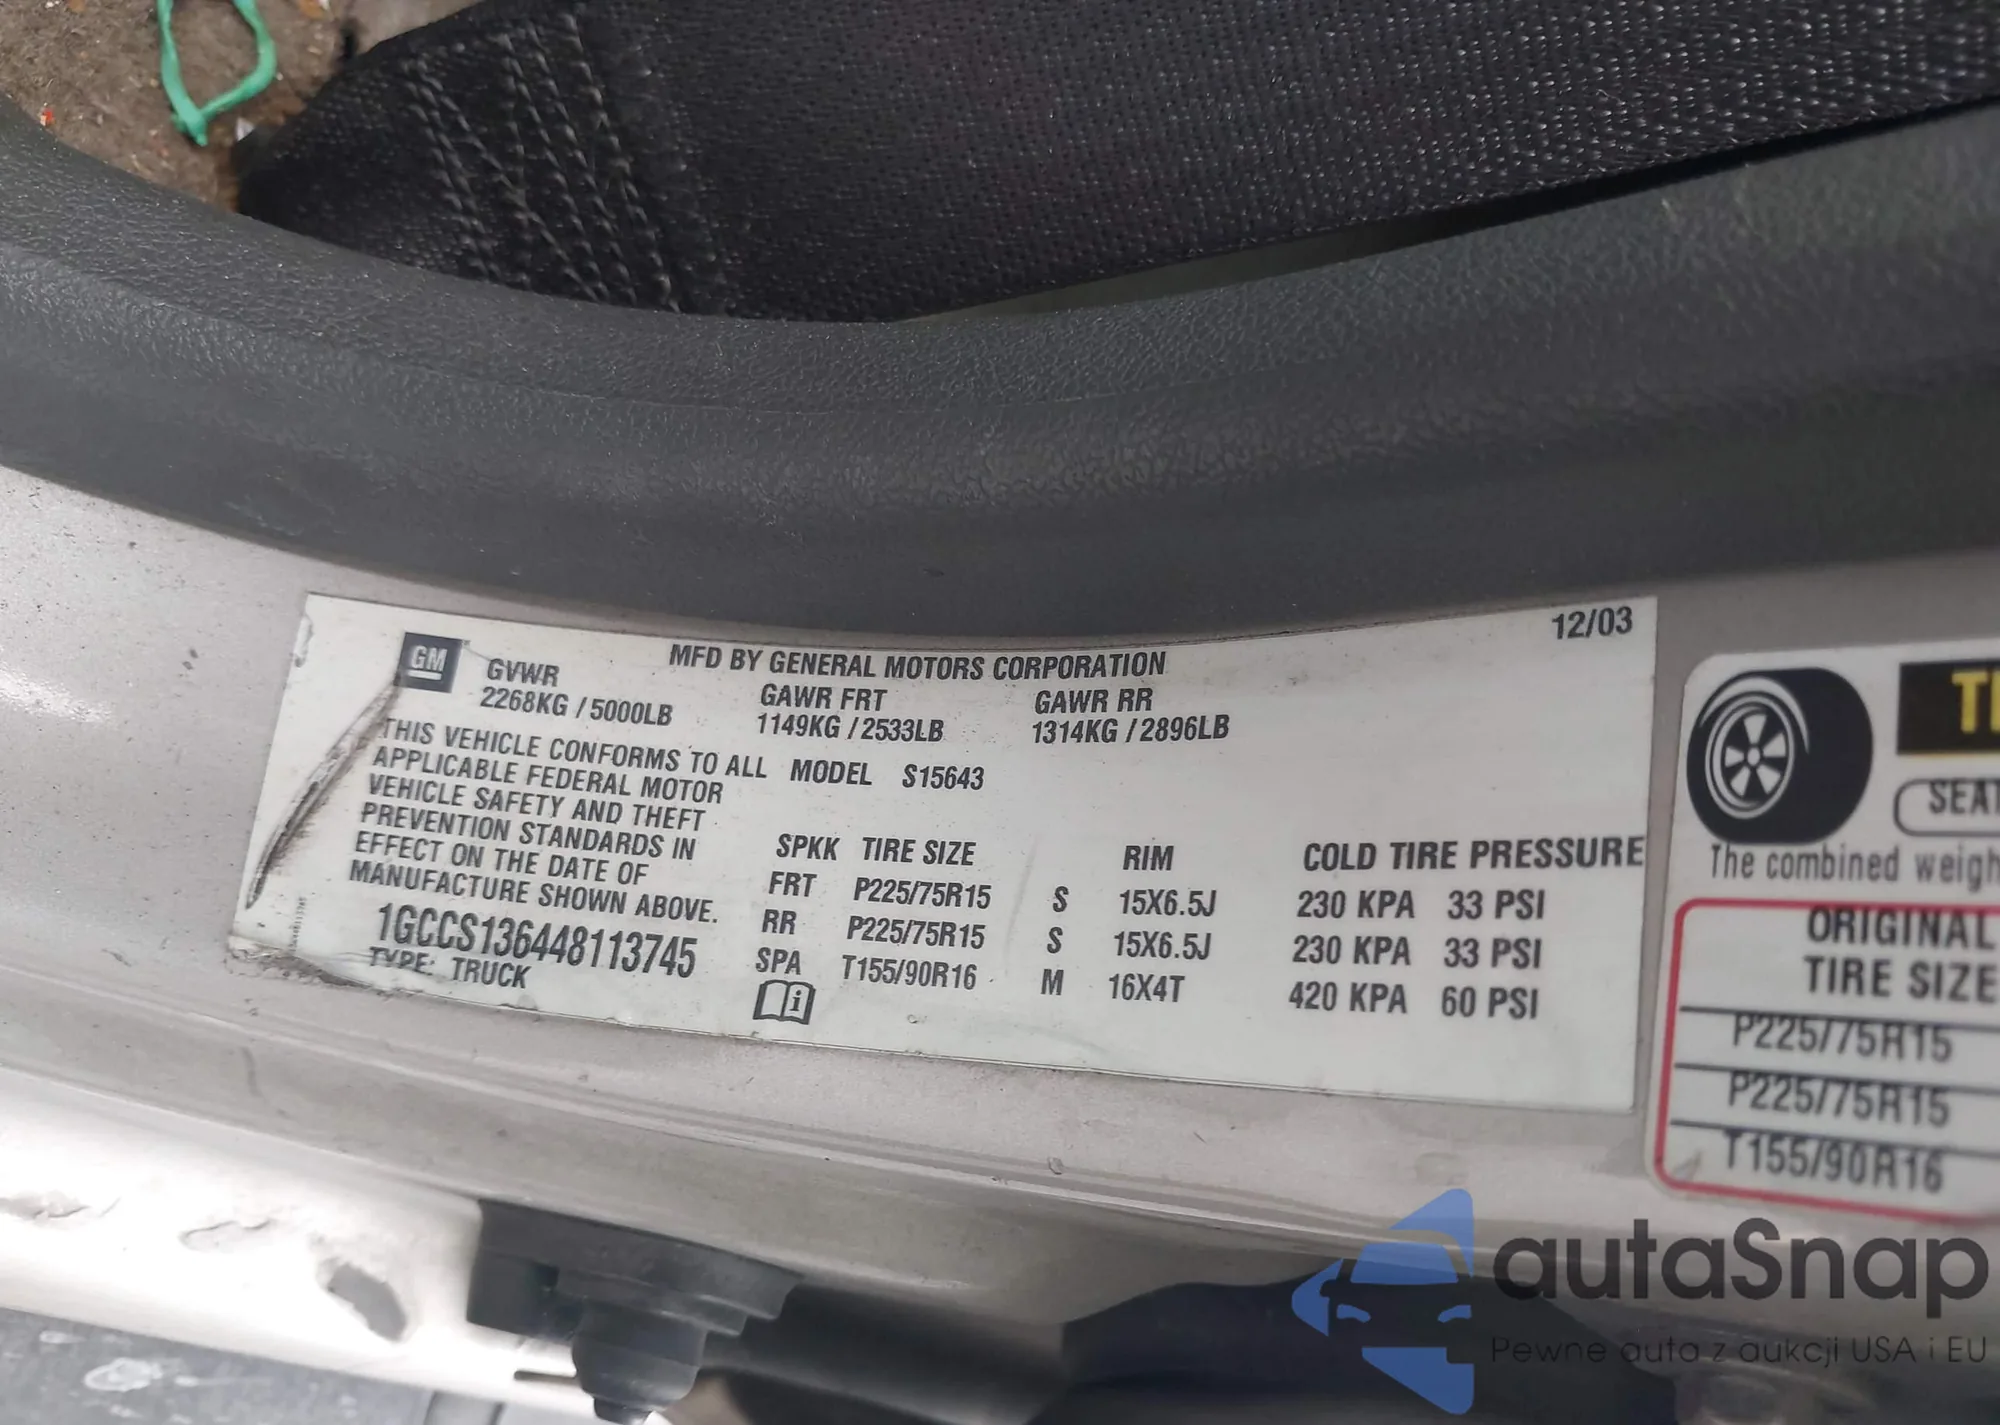 12/03
GM
MFD BY GENERAL MOTORS CORPORATION
GVWR GAWR FRT GAWR RR
2268KG / 5000LB 1149KG / 2533LB 1314KG / 2896LB
THIS VEHICLE CONFORMS TO ALL
APPLICABLE FEDERAL MOTOR
VEHICLE SAFETY AND THEFT
PREVENTION STANDARDS IN
EFFECT ON THE DATE OF
MANUFACTURE SHOWN ABOVE.
1GCCS136448113745
TYPE: TRUCK
MODEL S15643
SPKK TIRE SIZE RIM COLD TIRE PRESSURE
FRT P225/75R15 S 15X6.5J 230 KPA 33 PSI
RR P225/75R15 S 15X6.5J 230 KPA 33 PSI
SPA T155/90R16 M 16X4T 420 KPA 60 PSI
i
The combined
ORIGINAL
TIRE SIZE
P225/75R15
P225/75R15
T155/90R16
autaSnap
Pewne auta z aukcji USA i EU